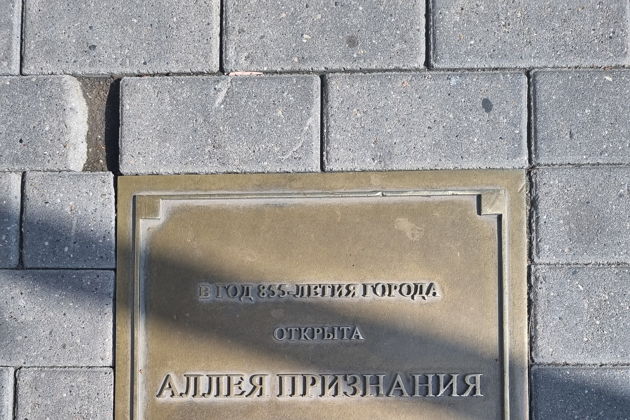 В ГОД 855-ЛЕТИЯ ГОРОДА
ОТКРЫТА
АЛЛЕЯ ПРИЗНАНИЯ